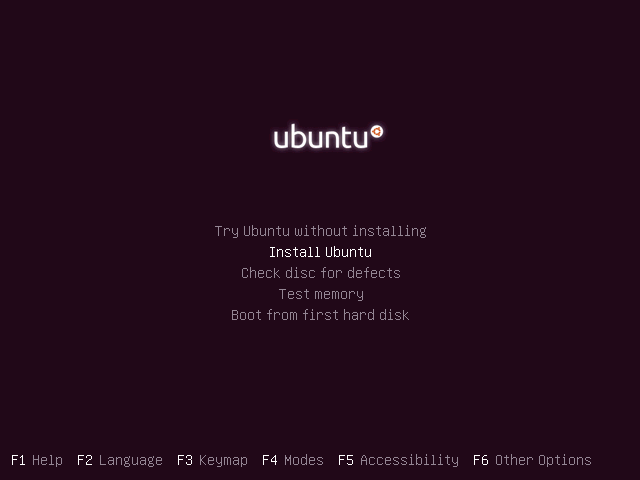 ubuntu
Try Ubuntu without installing
Install Ubuntu
Check disc for defects
Test memory
Boot from first hard disk
F1 Help F2 Language F3 Keymap F4 Modes F5 Accessibility F6 Other Options